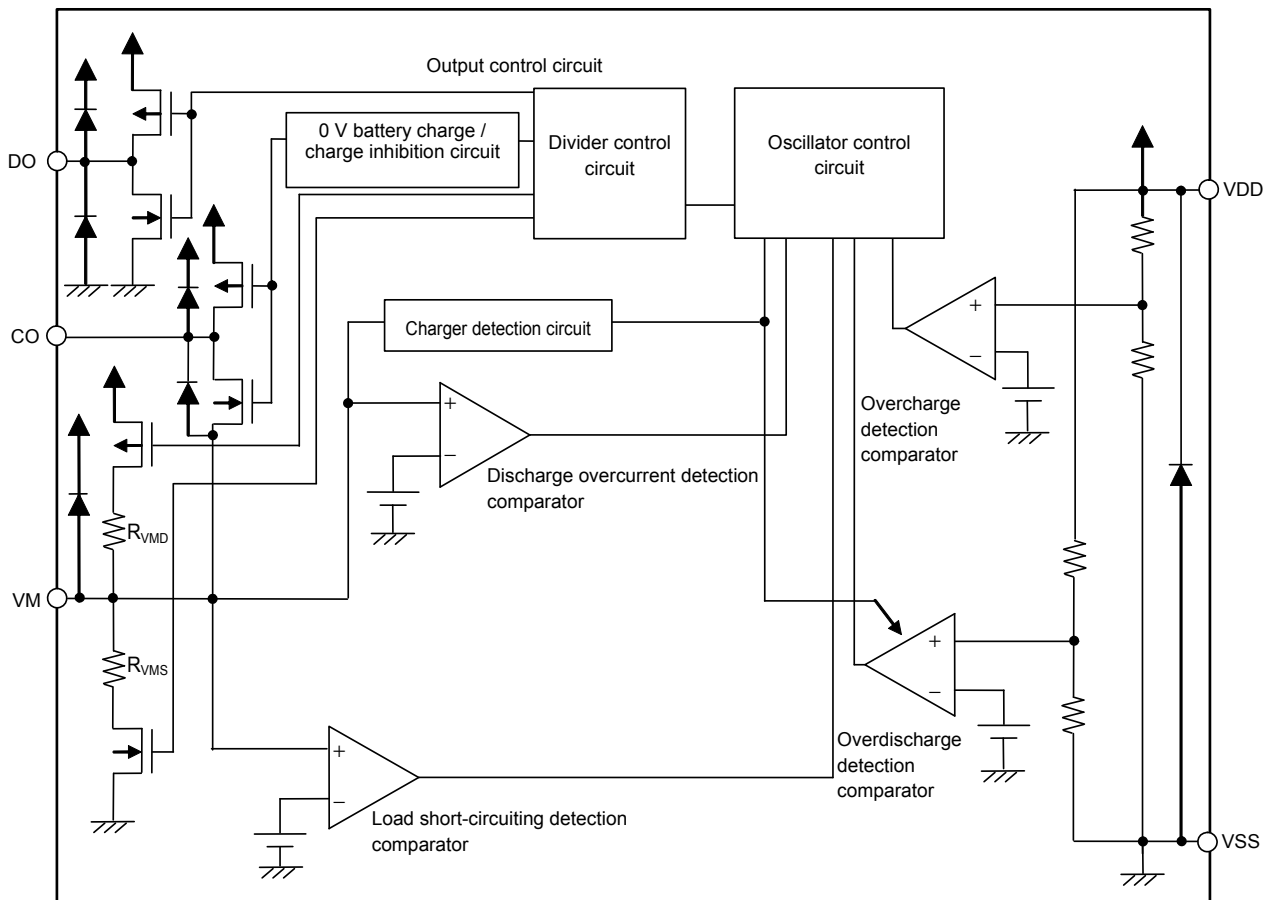 Output control circuit
0 V battery charge /
charge inhibition circuit
Divider control
circuit
Oscillator control
circuit
DO
VDD
CO
Charger detection circuit
+
−
Overcharge
detection
comparator
+
−
Discharge overcurrent detection
comparator
RVMD
VM
RVMS
+
−
Overdischarge
detection
comparator
+
−
Load short-circuiting detection
comparator
VSS